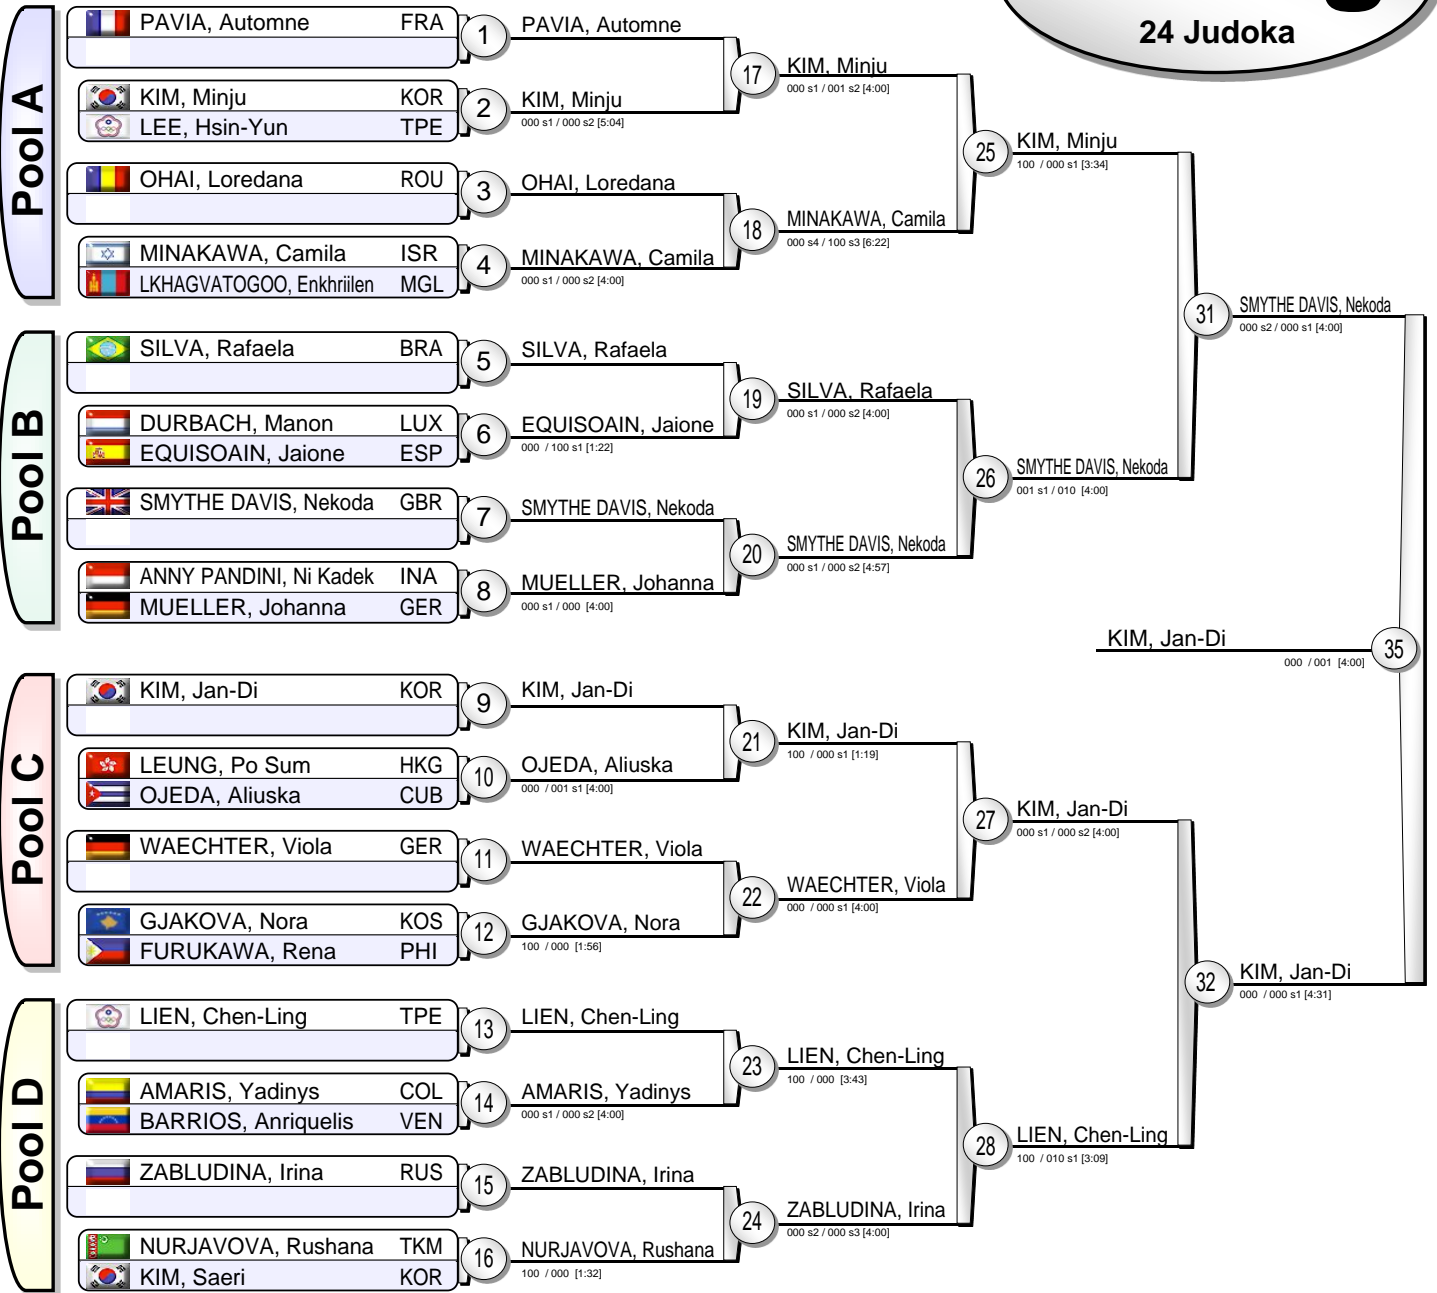 24 Judoka
Pool A
PAVIA, Automne FRA
1
PAVIA, Automne
KIM, Minju KOR
LEE, Hsin-Yun TPE
2
KIM, Minju
000 s1 / 000 s2 [5:04]
17
KIM, Minju
000 s1 / 001 s2 [4:00]
OHAI, Loredana ROU
3
OHAI, Loredana
MINAKAWA, Camila ISR
LKHAGVATOGOO, Enkhriilen MGL
4
MINAKAWA, Camila
000 s1 / 000 s2 [4:00]
18
MINAKAWA, Camila
000 s4 / 100 s3 [6:22]
25
KIM, Minju
100 / 000 s1 [3:34]
Pool B
SILVA, Rafaela BRA
5
SILVA, Rafaela
DURBACH, Manon LUX
EQUISOAIN, Jaione ESP
6
EQUISOAIN, Jaione
000 / 100 s1 [1:22]
19
SILVA, Rafaela
000 s1 / 000 s2 [4:00]
SMYTHE DAVIS, Nekoda GBR
7
SMYTHE DAVIS, Nekoda
ANNY PANDINI, Ni Kadek INA
MUELLER, Johanna GER
8
MUELLER, Johanna
000 s1 / 000 [4:00]
20
SMYTHE DAVIS, Nekoda
000 s1 / 000 s2 [4:57]
26
SMYTHE DAVIS, Nekoda
001 s1 / 010 [4:00]
31
SMYTHE DAVIS, Nekoda
000 s2 / 000 s1 [4:00]
KIM, Jan-Di
000 / 001 [4:00]
35
Pool C
KIM, Jan-Di KOR
9
KIM, Jan-Di
LEUNG, Po Sum HKG
OJEDA, Aliuska CUB
10
OJEDA, Aliuska
000 / 001 s1 [4:00]
21
KIM, Jan-Di
100 / 000 s1 [1:19]
WAECHTER, Viola GER
11
WAECHTER, Viola
GJAKOVA, Nora KOS
FURUKAWA, Rena PHI
12
GJAKOVA, Nora
100 / 000 [1:56]
22
WAECHTER, Viola
000 / 000 s1 [4:00]
27
KIM, Jan-Di
000 s1 / 000 s2 [4:00]
Pool D
LIEN, Chen-Ling TPE
13
LIEN, Chen-Ling
AMARIS, Yadinys COL
BARRIOS, Anriquelis VEN
14
AMARIS, Yadinys
000 s1 / 000 s2 [4:00]
23
LIEN, Chen-Ling
100 / 000 [3:43]
ZABLUDINA, Irina RUS
15
ZABLUDINA, Irina
NURJAVOVA, Rushana TKM
KIM, Saeri KOR
16
NURJAVOVA, Rushana
100 / 000 [1:32]
24
ZABLUDINA, Irina
000 s2 / 000 s3 [4:00]
28
LIEN, Chen-Ling
100 / 010 s1 [3:09]
32
KIM, Jan-Di
000 / 000 s1 [4:31]